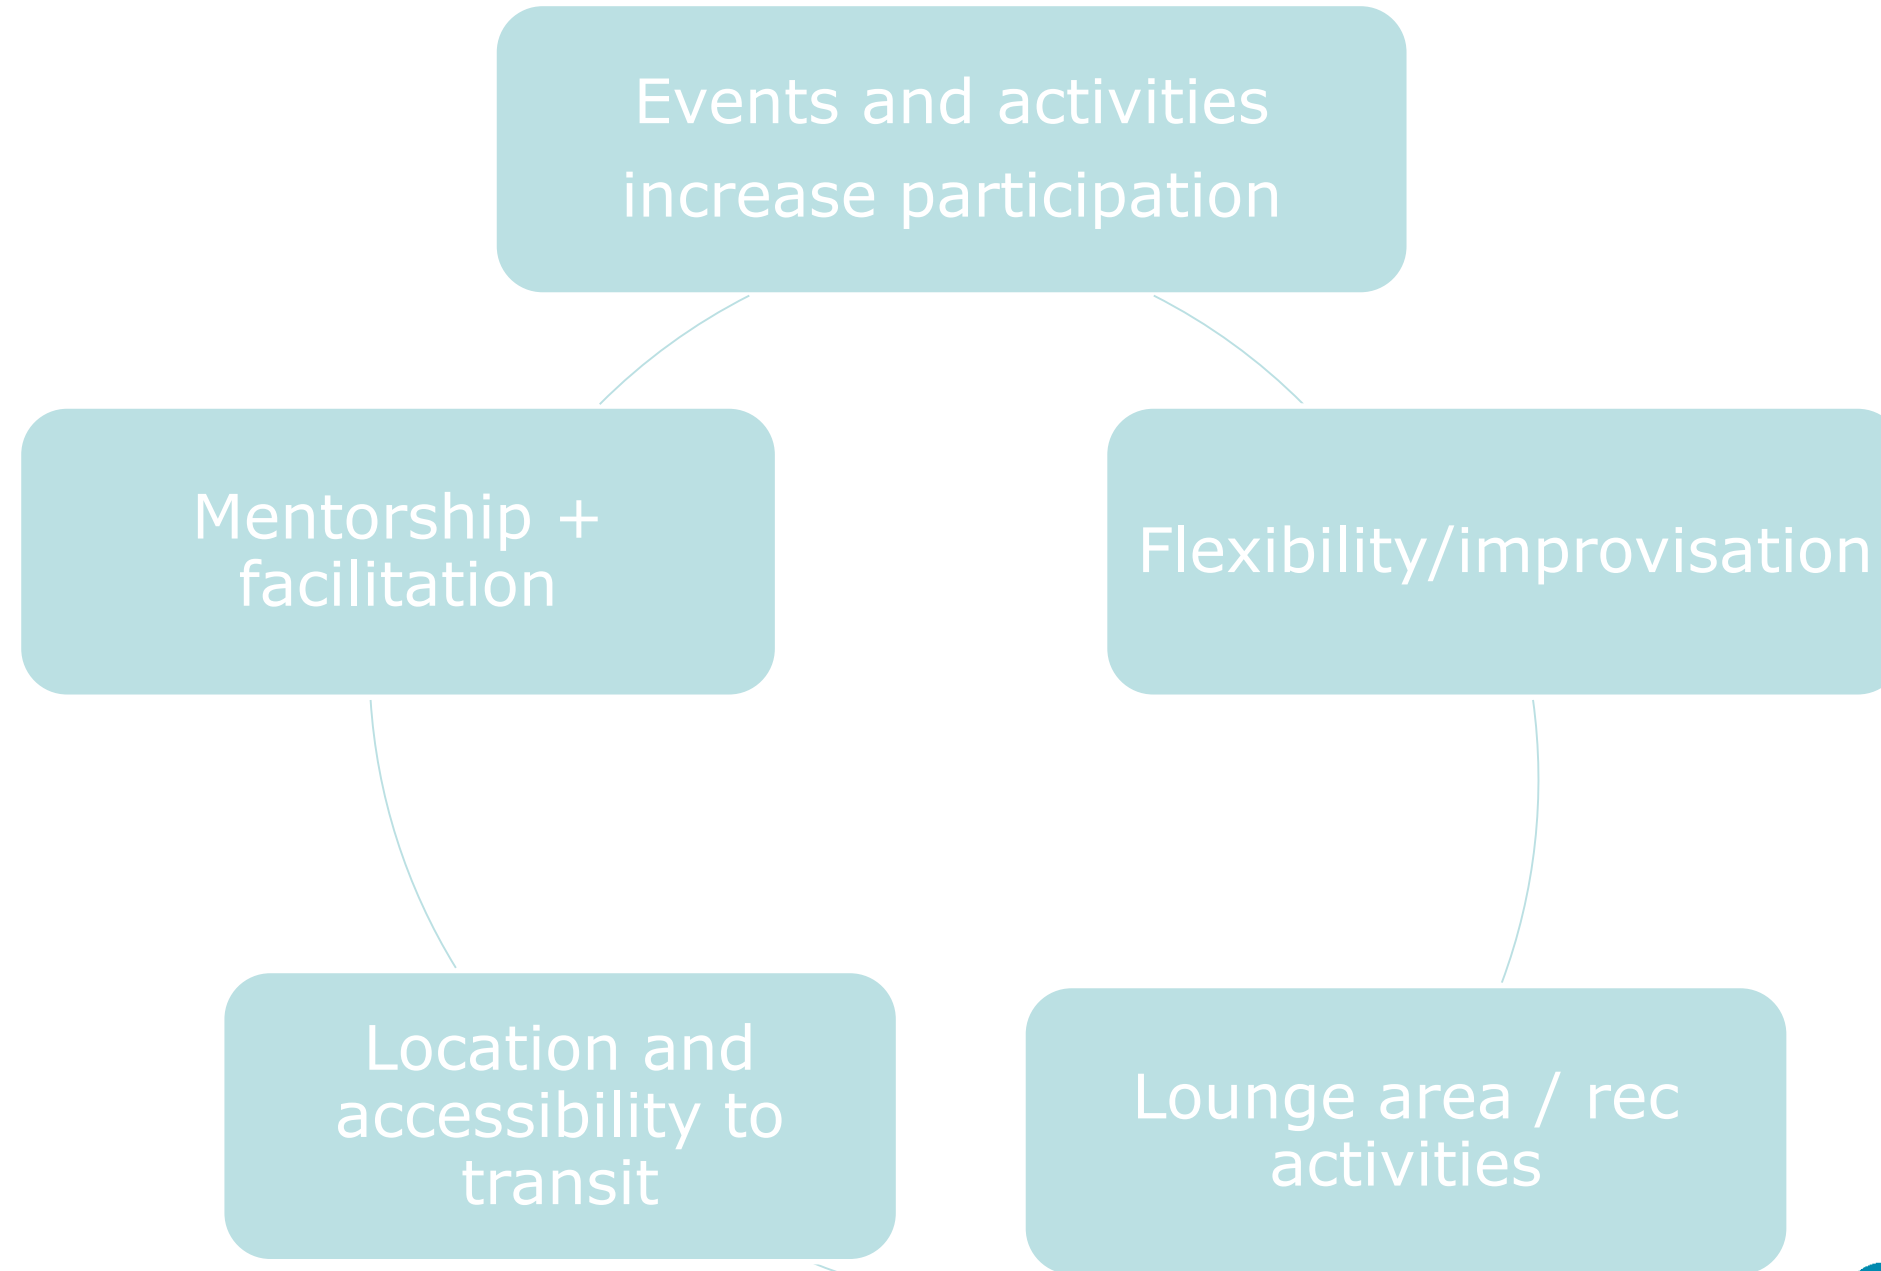 Events and activities
increase participation
Mentorship +
facilitation
Flexibility/improvisation
Location and
accessibility to
transit
Lounge area / rec
activities